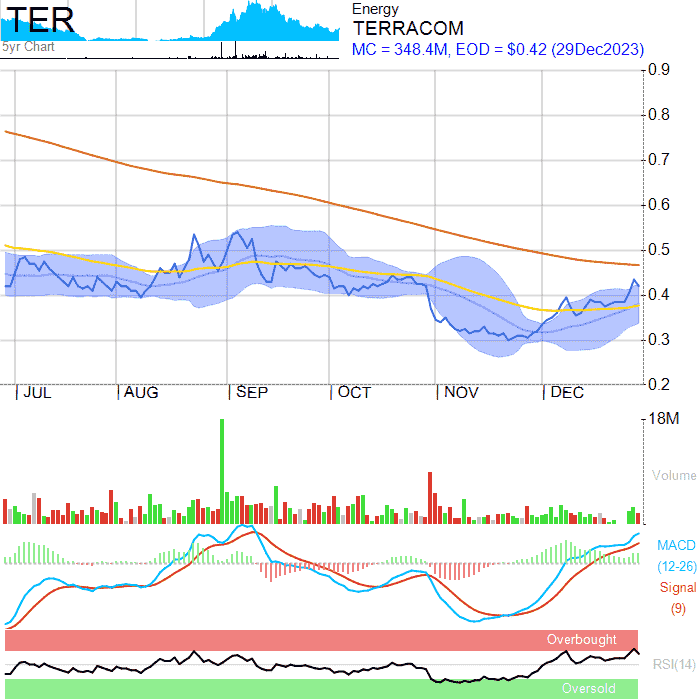 TER
5yr Chart
Energy
TERRACOM
MC = 348.4M, EOD = $0.42 (29Dec2023)
0.9
0.8
0.7
0.6
0.5
0.4
0.3
0.2
JUL AUG SEP OCT NOV DEC
18M
Volume
MACD
(12-26)
Signal
(9)
Overbought
RSI(14)
Oversold